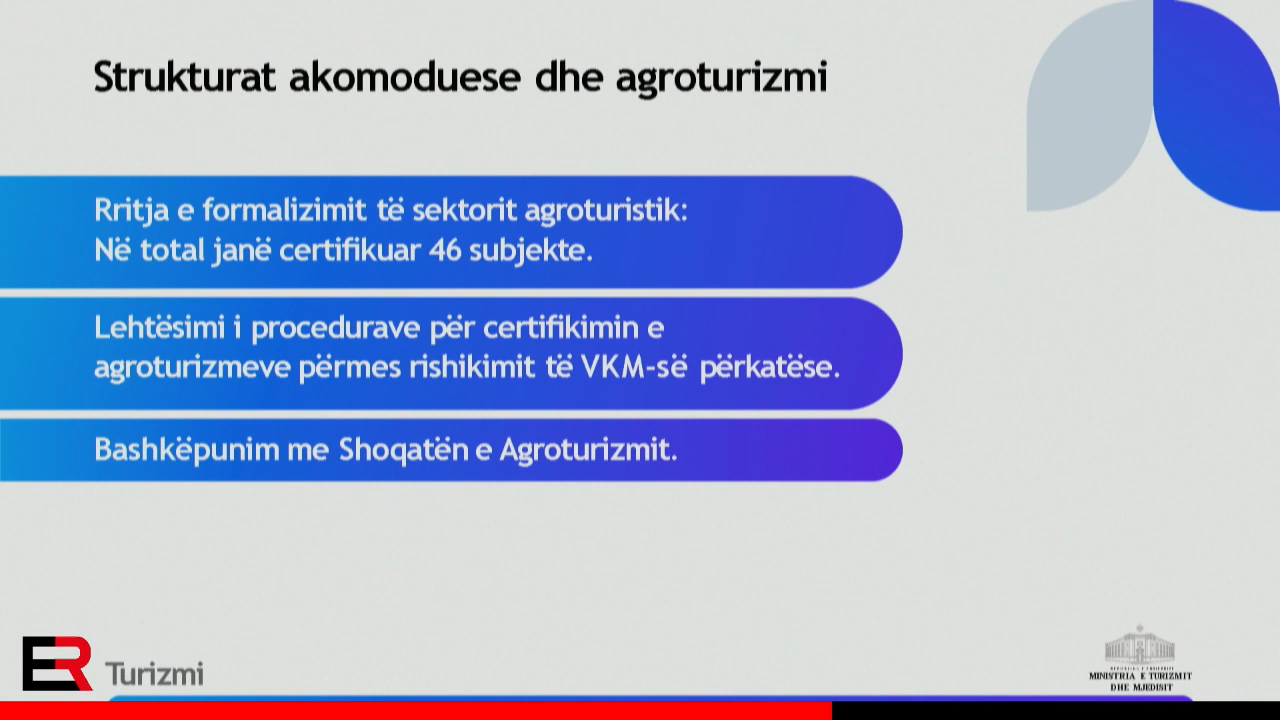 Strukturat akomoduese dhe agroturizmi
Rritja e formalizimit të sektorit agroturistik:
Në total janë certifikuar 46 subjekte.
Lehtësimi i procedurave për certifikimin e
agroturizmeve përmes rishikimit të VKM-së përkatëse.
Bashkëpunim me Shoqatën e Agroturizmit.
ER
Turizmi
MINISTRIA E TURIZMIT
DHE MJEDISIT